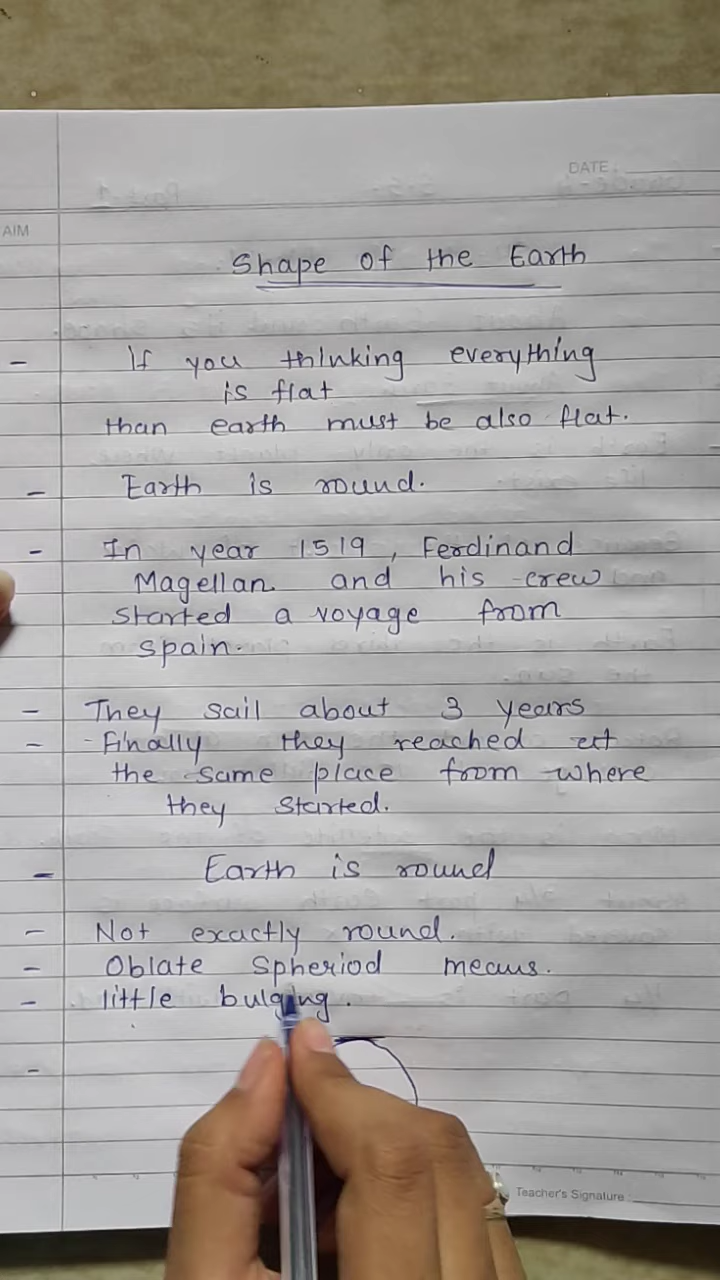 DATE :
AIM
Shape of the Earth
- If you thinking everything
is flat
than earth must be also flat.
- Earth is round.
- In year 1519, Ferdinand
Magellan and his crew
started a voyage from
spain.
- They sail about 3 years
- Finally they reached at
the same place from where
they started.
- Earth is round
- Not exactly round.
- Oblate Spheriod means.
- little bulging.
-
Teacher's Signature :